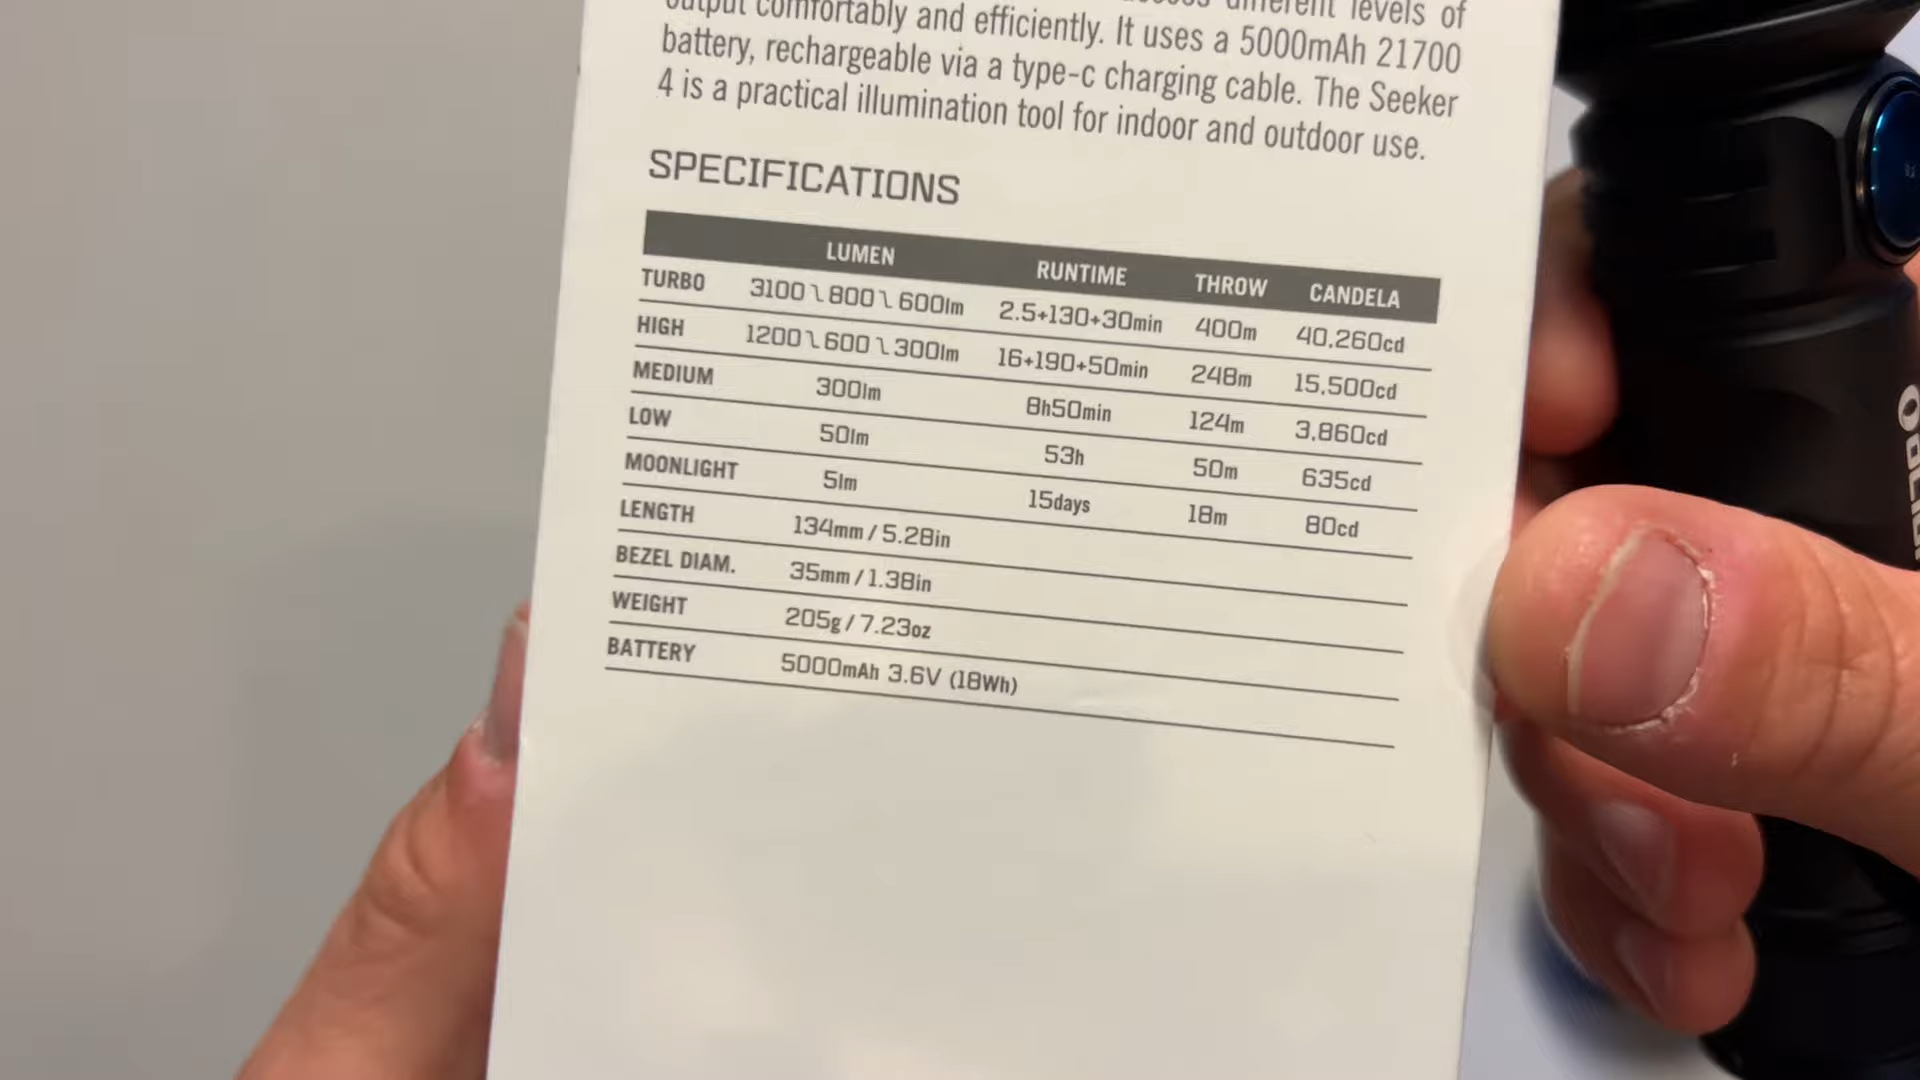 different levels of
output comfortably and efficiently. It uses a 5000mAh 21700
battery, rechargeable via a type-c charging cable. The Seeker
4 is a practical illumination tool for indoor and outdoor use.
SPECIFICATIONS
LUMEN RUNTIME THROW CANDELA
TURBO 3100 ⤵ 800 ⤵ 600lm 2.5+130+30min 400m 40,260cd
HIGH 1200 ⤵ 600 ⤵ 300lm 16+190+50min 248m 15,500cd
MEDIUM 300lm 8h50min 124m 3,860cd
LOW 50lm 53h 50m 635cd
MOONLIGHT 5lm 15days 18m 80cd
LENGTH 134mm / 5.28in
BEZEL DIAM. 35mm / 1.38in
WEIGHT 205g / 7.23oz
BATTERY 5000mAh 3.6V (18Wh)